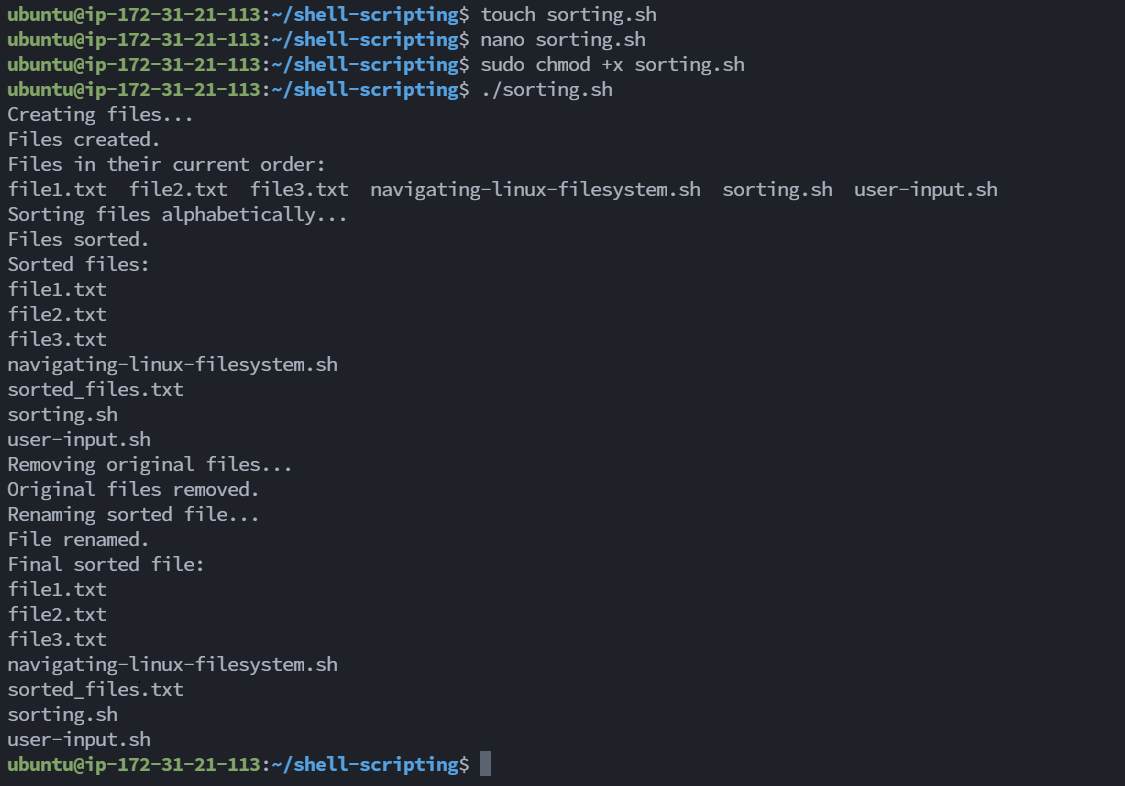 ubuntu@ip-172-31-21-113:~/shell-scripting$ touch sorting.sh
ubuntu@ip-172-31-21-113:~/shell-scripting$ nano sorting.sh
ubuntu@ip-172-31-21-113:~/shell-scripting$ sudo chmod +x sorting.sh
ubuntu@ip-172-31-21-113:~/shell-scripting$ ./sorting.sh
Creating files...
Files created.
Files in their current order:
file1.txt  file2.txt  file3.txt  navigating-linux-filesystem.sh  sorting.sh  user-input.sh
Sorting files alphabetically...
Files sorted.
Sorted files:
file1.txt
file2.txt
file3.txt
navigating-linux-filesystem.sh
sorted_files.txt
sorting.sh
user-input.sh
Removing original files...
Original files removed.
Renaming sorted file...
File renamed.
Final sorted file:
file1.txt
file2.txt
file3.txt
navigating-linux-filesystem.sh
sorted_files.txt
sorting.sh
user-input.sh
ubuntu@ip-172-31-21-113:~/shell-scripting$